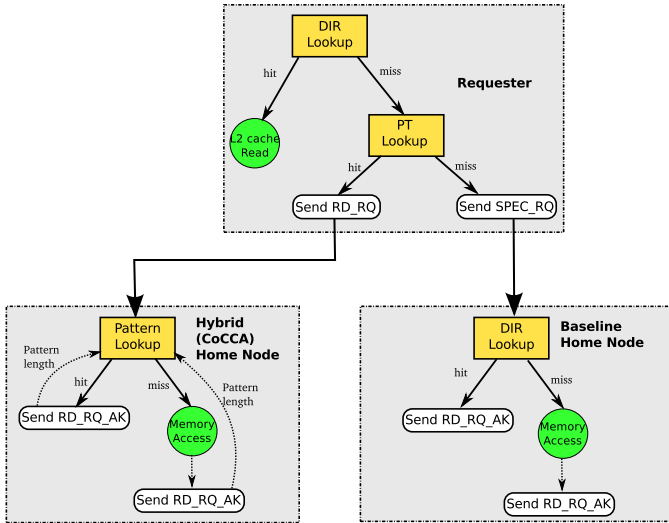 DIR
Lookup
hit
miss
Requester
L2 cache
Read
PT
Lookup
hit
miss
Send RD_RQ
Send SPEC_RQ
Pattern
Lookup
Hybrid
(CoCCA)
Home Node
Pattern
length
hit
miss
Pattern
length
Send RD_RQ_AK
Memory
Access
Send RD_RQ_AK
DIR
Lookup
Baseline
Home Node
hit
miss
Send RD_RQ_AK
Memory
Access
Send RD_RQ_AK